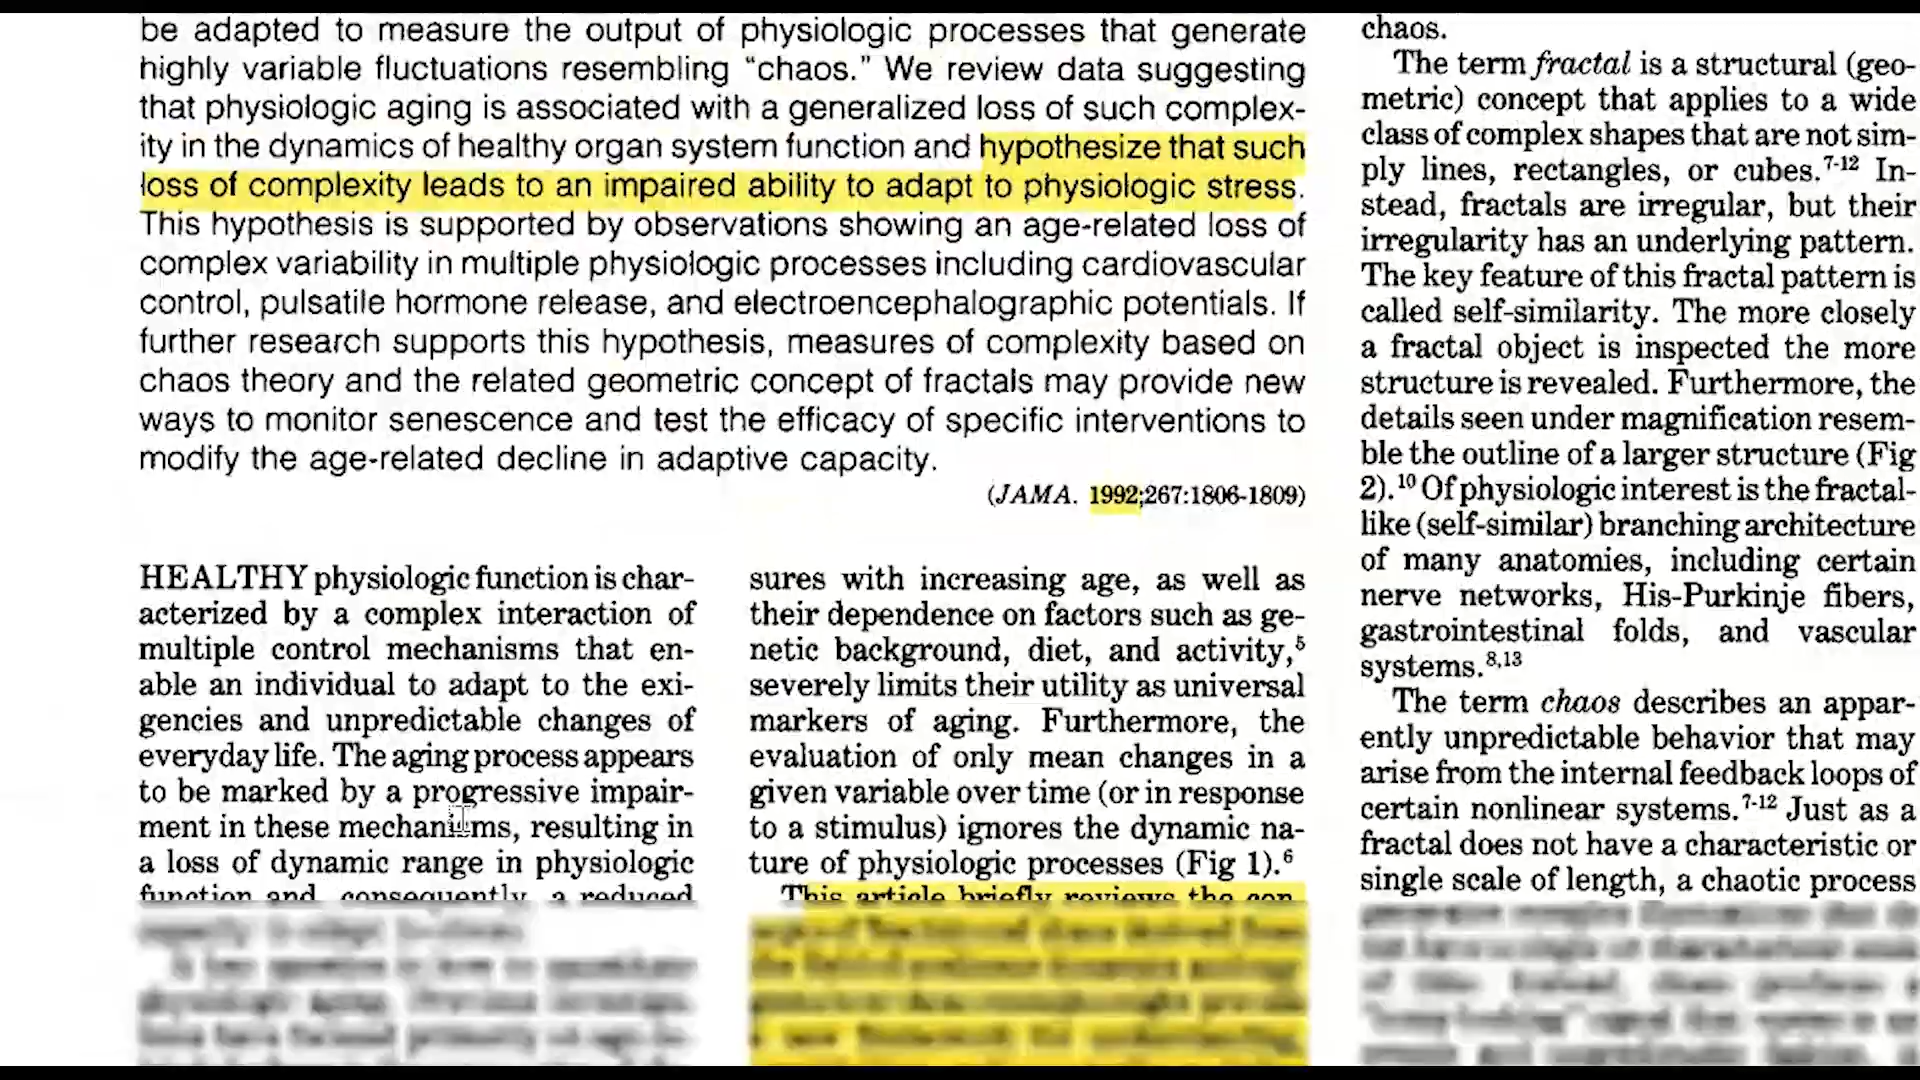 be adapted to measure the output of physiologic processes that generate
highly variable fluctuations resembling “chaos.” We review data suggesting
that physiologic aging is associated with a generalized loss of such complex-
ity in the dynamics of healthy organ system function and hypothesize that such
loss of complexity leads to an impaired ability to adapt to physiologic stress.
This hypothesis is supported by observations showing an age-related loss of
complex variability in multiple physiologic processes including cardiovascular
control, pulsatile hormone release, and electroencephalographic potentials. If
further research supports this hypothesis, measures of complexity based on
chaos theory and the related geometric concept of fractals may provide new
ways to monitor senescence and test the efficacy of specific interventions to
modify the age-related decline in adaptive capacity.
(JAMA. 1992;267:1806-1809)
HEALTHY physiologic function is char-
acterized by a complex interaction of
multiple control mechanisms that en-
able an individual to adapt to the exi-
gencies and unpredictable changes of
everyday life. The aging process appears
to be marked by a progressive impair-
ment in these mechanisms, resulting in
a loss of dynamic range in physiologic
function and, consequently, a reduced
sures with increasing age, as well as
their dependence on factors such as ge-
netic background, diet, and activity,⁵
severely limits their utility as universal
markers of aging. Furthermore, the
evaluation of only mean changes in a
given variable over time (or in response
to a stimulus) ignores the dynamic na-
ture of physiologic processes (Fig 1).⁶
This article briefly reviews the con-
chaos.
The term fractal is a structural (geo-
metric) concept that applies to a wide
class of complex shapes that are not sim-
ply lines, rectangles, or cubes.⁷⁻¹² In-
stead, fractals are irregular, but their
irregularity has an underlying pattern.
The key feature of this fractal pattern is
called self-similarity. The more closely
a fractal object is inspected the more
structure is revealed. Furthermore, the
details seen under magnification resem-
ble the outline of a larger structure (Fig
2).¹⁰ Of physiologic interest is the fractal-
like (self-similar) branching architecture
of many anatomies, including certain
nerve networks, His-Purkinje fibers,
gastrointestinal folds, and vascular
systems.⁸,¹³
The term chaos describes an appar-
ently unpredictable behavior that may
arise from the internal feedback loops of
certain nonlinear systems.⁷⁻¹² Just as a
fractal does not have a characteristic or
single scale of length, a chaotic process